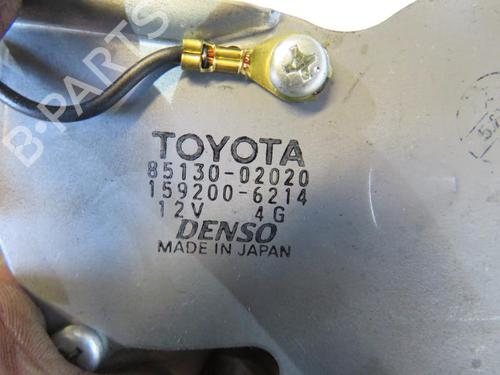 TOYOTA
85130-02020
159200-6214
12V 4G
DENSO
MADE IN JAPAN
B-PARTS